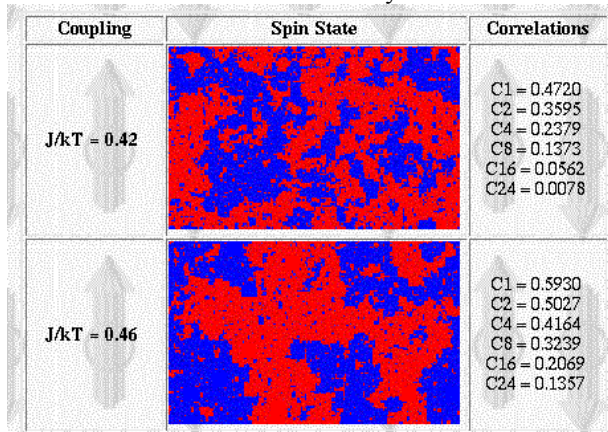 Coupling Spin State Correlations
J/kT = 0.42
C1 = 0.4720
C2 = 0.3595
C4 = 0.2379
C8 = 0.1373
C16 = 0.0562
C24 = 0.0078
J/kT = 0.46
C1 = 0.5930
C2 = 0.5027
C4 = 0.4164
C8 = 0.3239
C16 = 0.2069
C24 = 0.1357